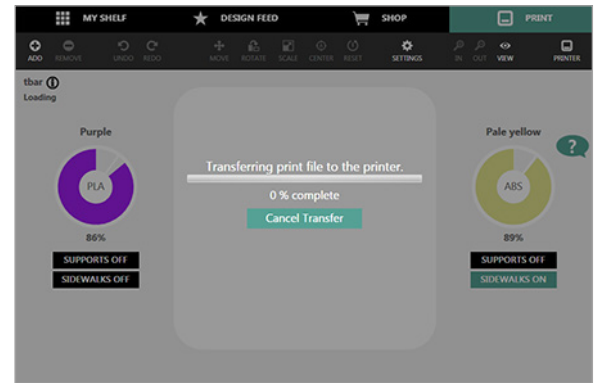 MY SHELF
DESIGN FEED
SHOP
PRINT
ADD
REMOVE
UNDO
REDO
MOVE
ROTATE
SCALE
CENTER
RESET
SETTINGS
IN
OUT
VIEW
PRINTER
tbar
Loading
Purple
PLA
86%
SUPPORTS OFF
SIDEWALKS OFF
Transferring print file to the printer.
0 % complete
Cancel Transfer
Pale yellow
?
ABS
89%
SUPPORTS OFF
SIDEWALKS ON